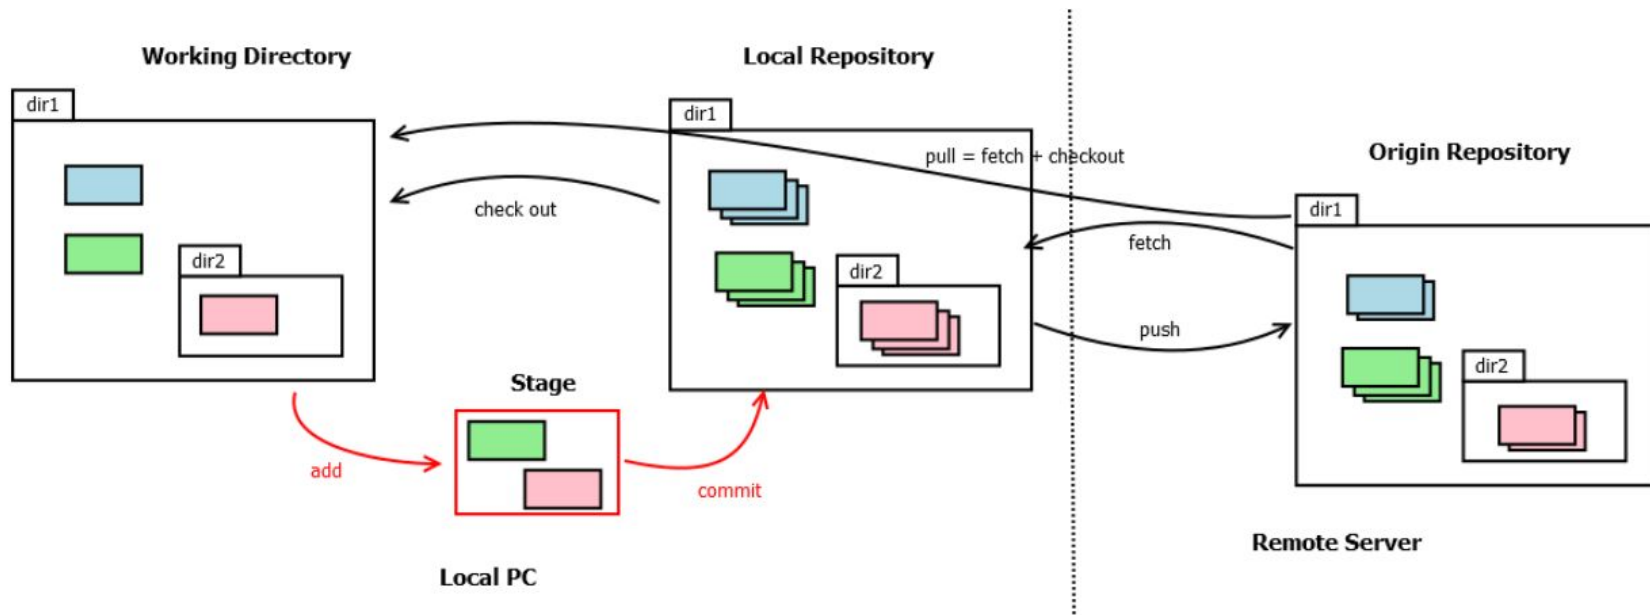 Working Directory
Local Repository
dir1
dir1
pull = fetch + checkout
Origin Repository
check out
dir1
fetch
dir2
dir2
push
Stage
dir2
add
commit
Remote Server
Local PC